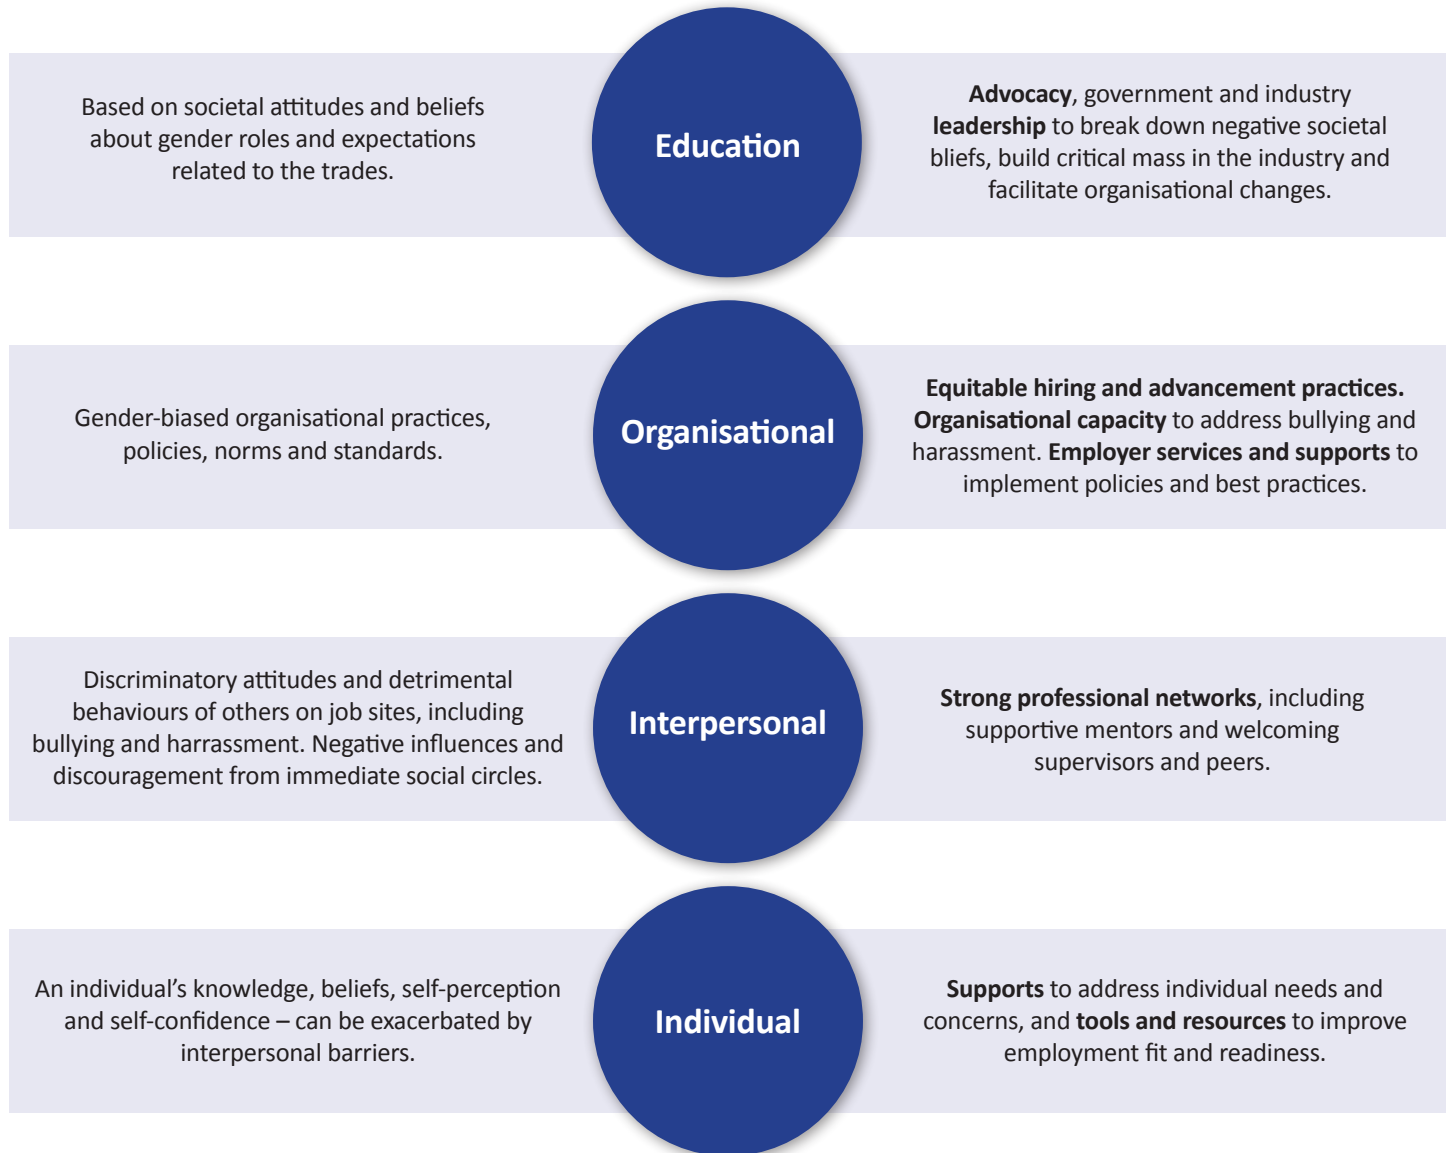 Based on societal attitudes and beliefs
about gender roles and expectations
related to the trades.
Education
Advocacy, government and industry
leadership to break down negative societal
bliefs, build critical mass in the industry and
facilitate organisational changes.
Gender-biased organisational practices,
policies, norms and standards.
Organisational
Equitable hiring and advancement practices.
Organisational capacity to address bullying and
harassment. Employer services and supports to
implement policies and best practices.
Discriminatory attitudes and detrimental
behaviours of others on job sites, including
bullying and harrassment. Negative influences and
discouragement from immediate social circles.
Interpersonal
Strong professional networks, including
supportive mentors and welcoming
supervisors and peers.
An individual’s knowledge, beliefs, self-perception
and self-confidence – can be exacerbated by
interpersonal barriers.
Individual
Supports to address individual needs and
concerns, and tools and resources to improve
employment fit and readiness.